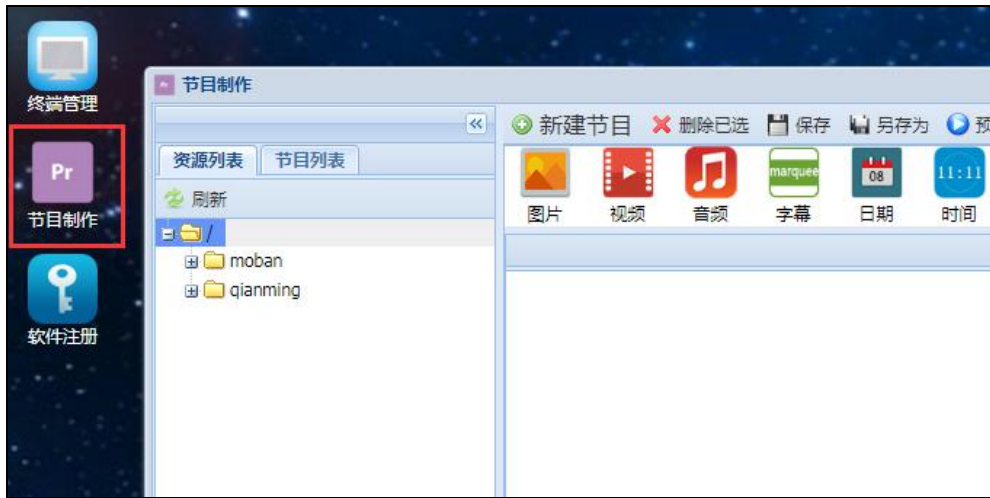 终端管理
Pr
节目制作
软件注册
节目制作
资源列表 节目列表
刷新
/
moban
qianming
新建节目 删除已选 保存 另存为
marquee 08 11:11
图片 视频 音频 字幕 日期 时间